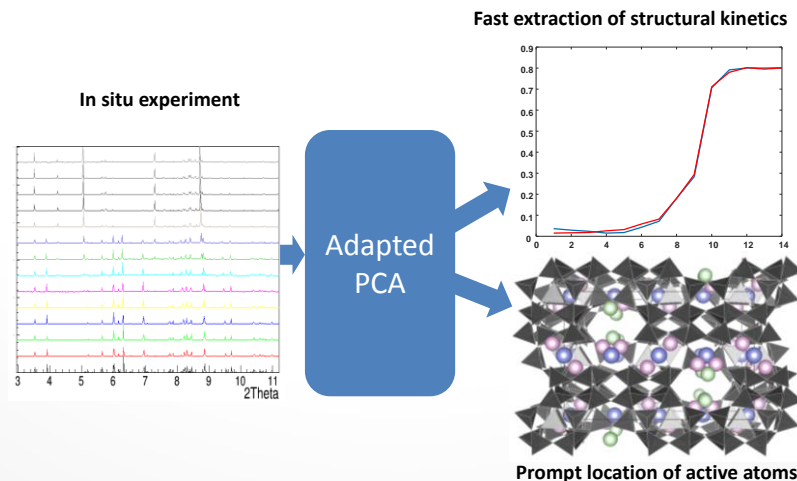 Fast extraction of structural kinetics
In situ experiment
3 4 5 6 7 8 9 10 11
2Theta
Adapted
PCA
0.9
0.8
0.7
0.6
0.5
0.4
0.3
0.2
0.1
0
0 2 4 6 8 10 12 14
Prompt location of active atoms